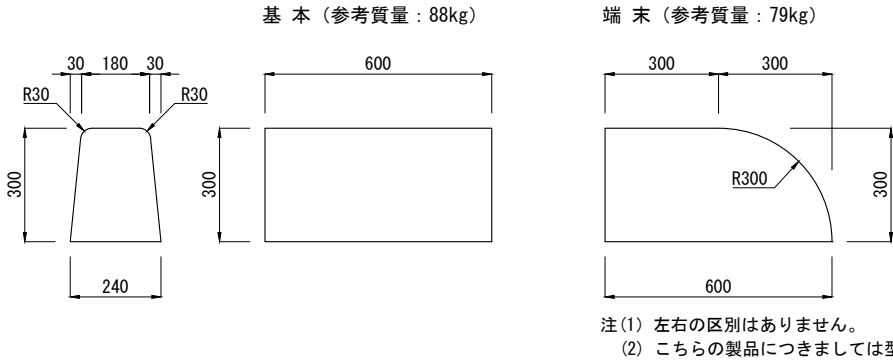 基 本（参考質量：88kg）
端 末（参考質量：79kg）
30 180 30
600
300 300
R30 R30
300
300
R300
300
240
600
注(1) 左右の区別はありません。
(2) こちらの製品につきましては